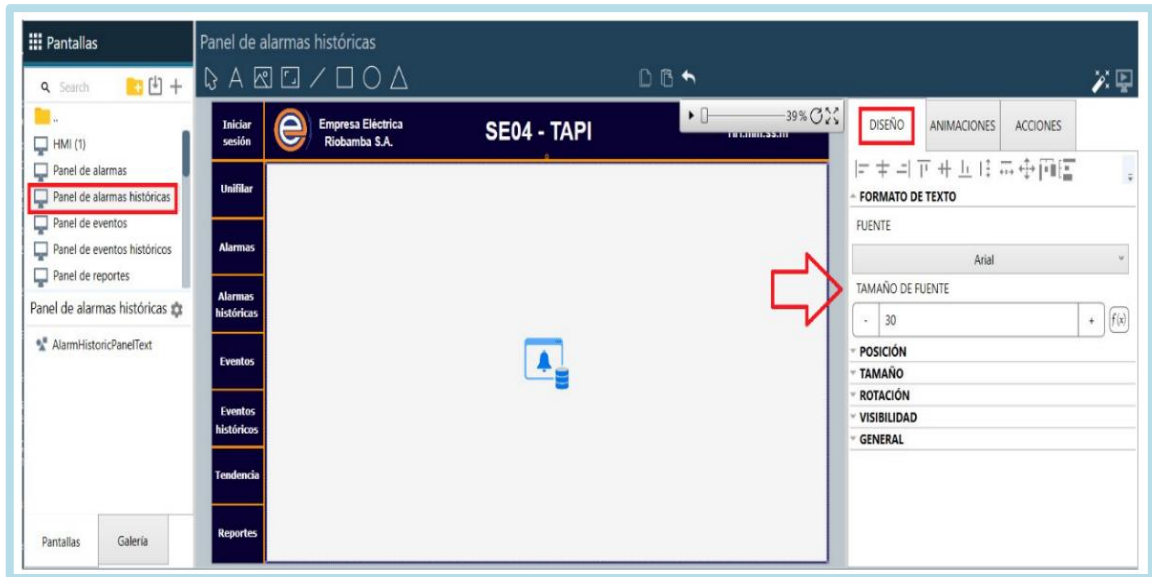 Pantallas
Search
..
HMI (1)
Panel de alarmas
Panel de alarmas históricas
Panel de eventos
Panel de eventos históricos
Panel de reportes
Panel de alarmas históricas
AlarmHistoricPanelText
Pantallas
Galería
Panel de alarmas históricas
A
39%
Iniciar
sesión
e
Empresa Eléctrica
Riobamba S.A.
SE04 - TAPI
Unifilar
Alarmas
Alarmas
históricas
Eventos
Eventos
históricos
Tendencia
Reportes
DISEÑO
ANIMACIONES
ACCIONES
FORMATO DE TEXTO
FUENTE
Arial
TAMAÑO DE FUENTE
- 30 + f(x)
POSICIÓN
TAMAÑO
ROTACIÓN
VISIBILIDAD
GENERAL